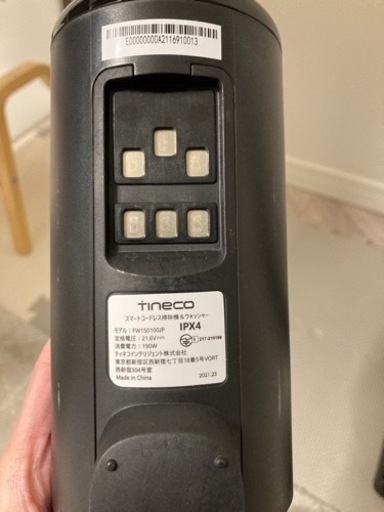 E00000000A2116910013
Tineco
スマートコードレス掃除機&ウォッシャー
モデル:FW150100JP
IPX4
定格電圧:21.6V
消費電力:190W
217-210199
ティネコインテリジェント株式会社
東京都新宿区西新宿七丁目18番5号VORT
西新宿304号室
Made in China
2021.23